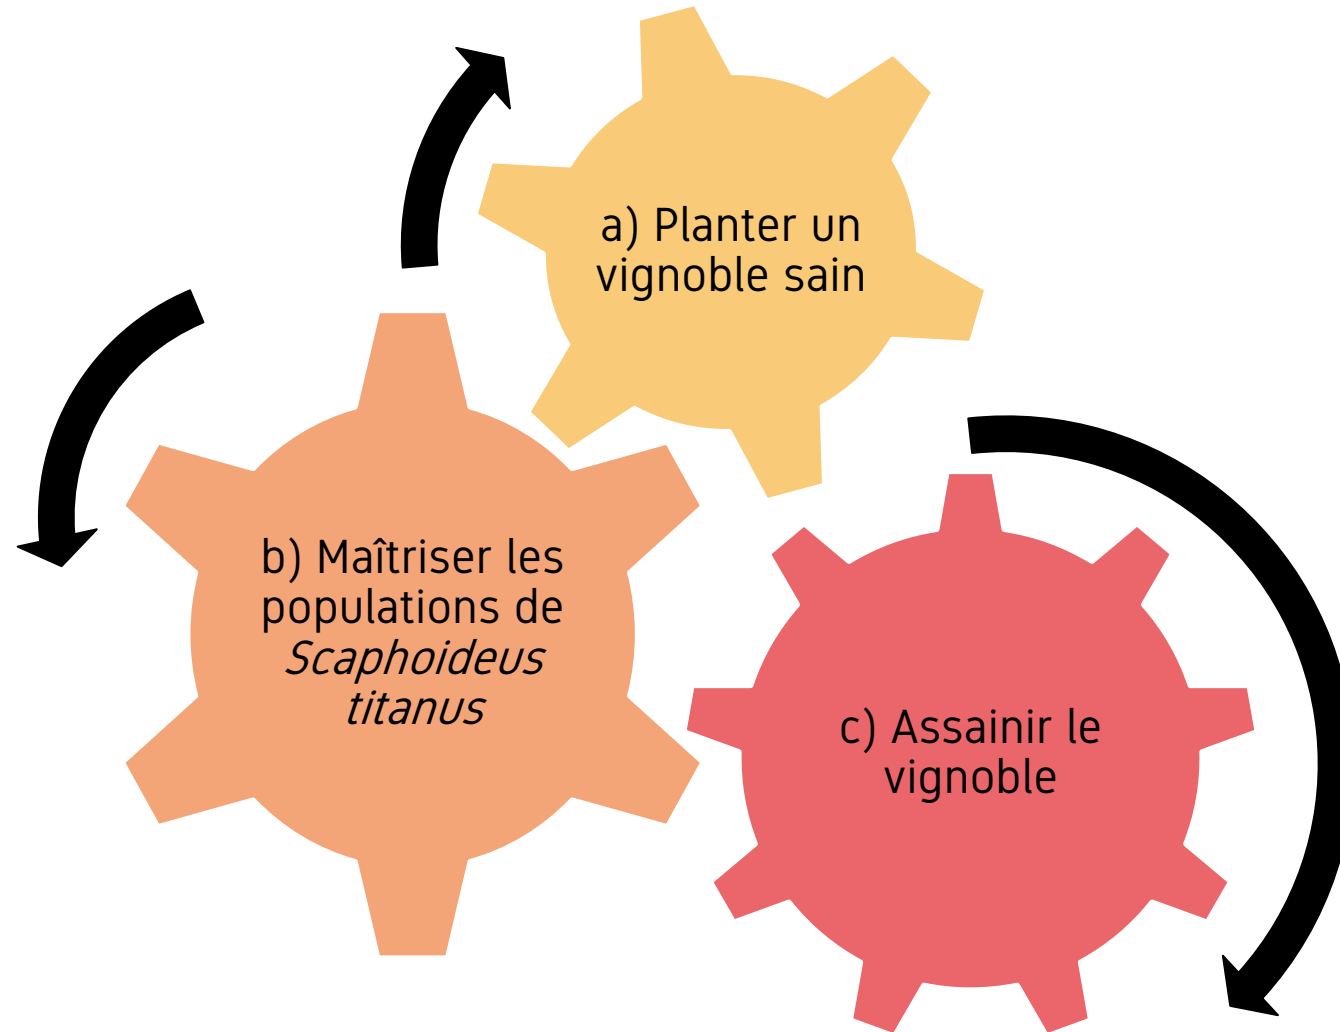 a) Planter un
vignoble sain
b) Maîtriser les
populations de
Scaphoideus
titanus
c) Assainir le
vignoble